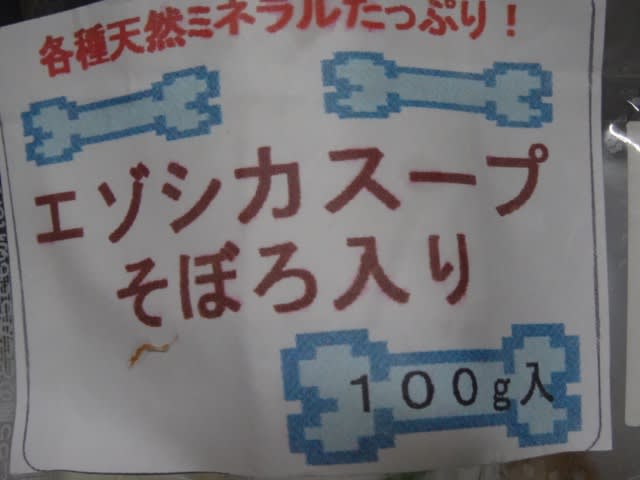 各種天然ミネラルたっぷり！
エゾシカスープ
そぼろ入り
100g入